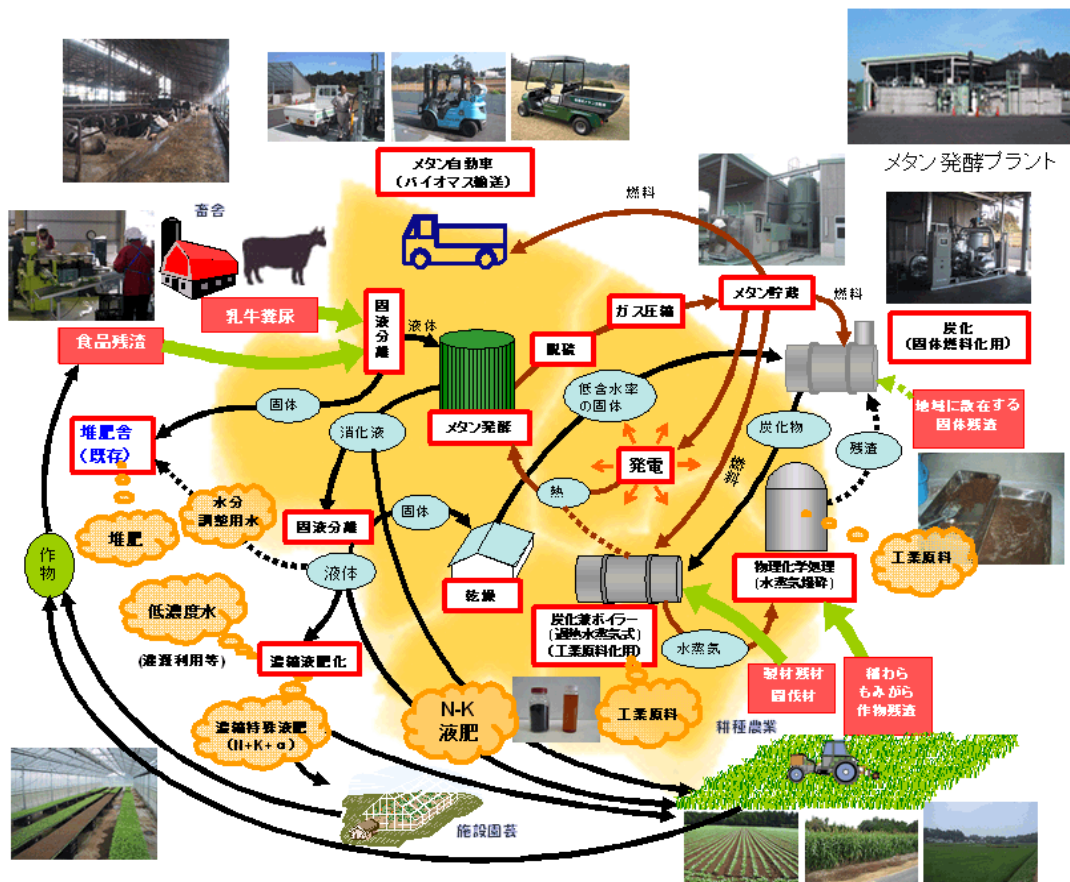 メタン自動車
(バイオマス輸送)
メタン発酵プラント
畜舎
燃料
乳牛糞尿
固液分離
液体
ガス圧縮
メタン貯蔵
燃料
炭化
(固体燃料化用)
食品残渣
脱硫
固体
低含水率
の固体
地域に散在する
固体残渣
堆肥舎
(既存)
消化液
メタン発酵
炭化物
残渣
発電
燃料
熱
水分
調整用水
堆肥
固液分離
固体
工業原料
作物
液体
乾燥
物理化学処理
(水蒸気爆砕)
低濃度水
(灌漑利用等)
濃縮液肥化
炭化兼ボイラー
(過熱水蒸気式)
(工業原料化用)
水蒸気
製材残材
間伐材
稲わら
もみがら
作物残渣
N-K
液肥
工業原料
濃縮特殊液肥
(N+K+α)
耕種農業
施設園芸